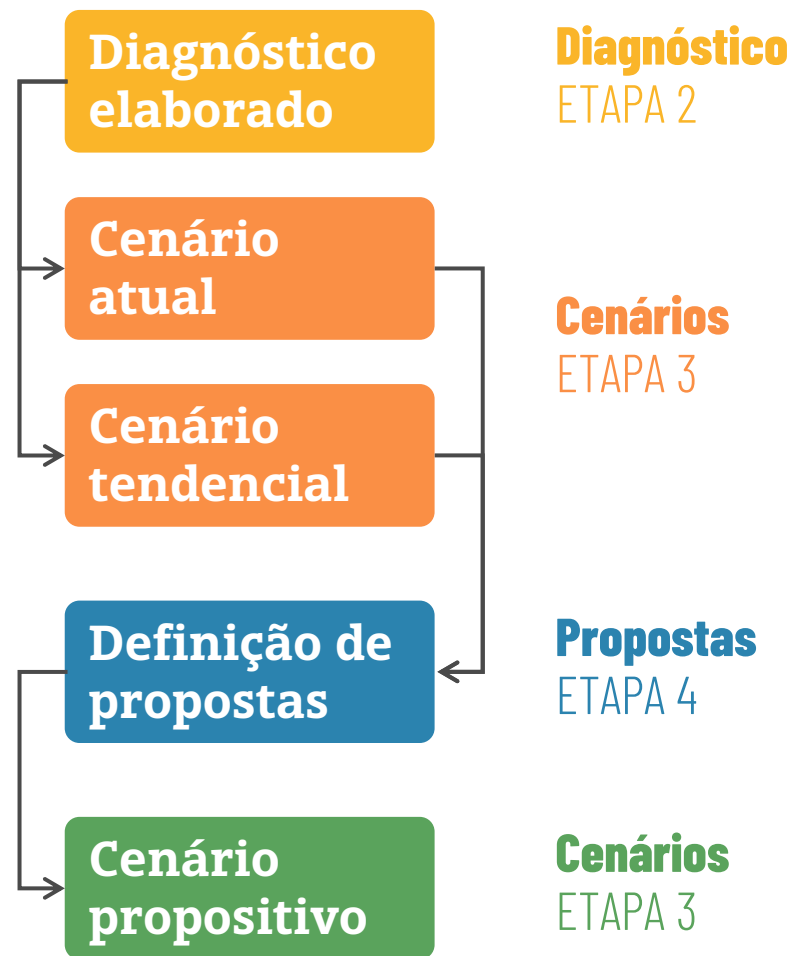 Diagnóstico
elaborado
Diagnóstico
ETAPA 2
Cenário
atual
Cenários
ETAPA 3
Cenário
tendencial
Definição de
propostas
Propostas
ETAPA 4
Cenário
propositivo
Cenários
ETAPA 3